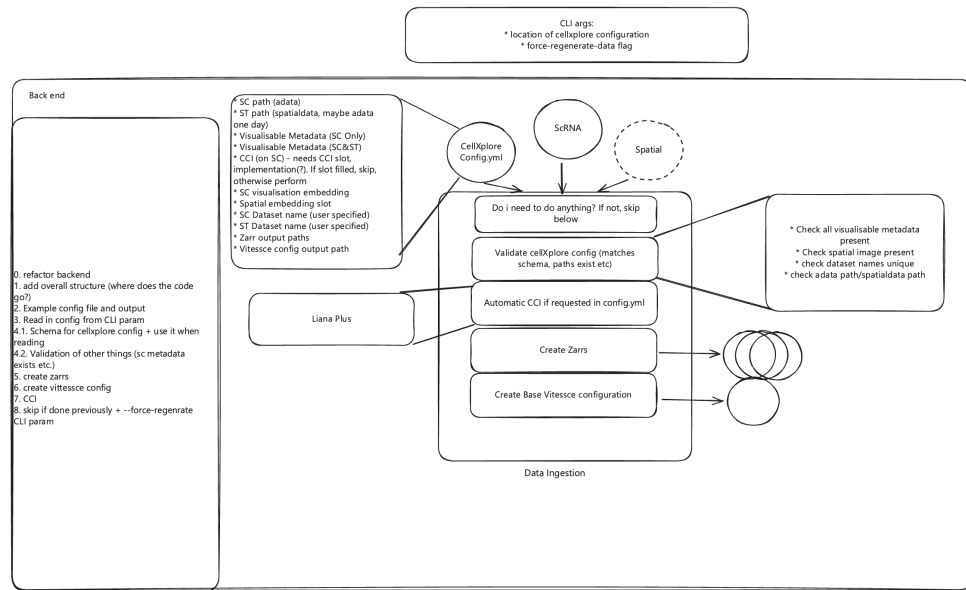 CLI args:
* location of cellxplore configuration
* force-regenerate-data flag
Back end
0. refactor backend
1. add overall structure (where does the code
go?)
2. Example config file and output
3. Read in config from CLI param
4.1. Schema for cellxplore config + use it when
reading
4.2. Validation of other things (sc metadata
exists etc.)
5. create zarrs
6. create vittessce config
7. CCI
8. skip if done previously + --force-regenrate
CLI param
* SC path (adata)
* ST path (spatialdata, maybe adata
one day)
* Visualisable Metadata (SC Only)
* Visualisable Metadata (SC&ST)
* CCI (on SC) - needs CCI slot,
implementation(?). If slot filled, skip,
otherwise perform
* SC visualisation embedding
* Spatial embedding slot
* SC Dataset name (user specified)
* ST Dataset name (user specified)
* Zarr output paths
* Vitessce config output path
CellXplore
Config.yml
ScRNA
Spatial
Do i need to do anything? If not, skip
below
Validate cellXplore config (matches
schema, paths exist etc)
Automatic CCI if requested in config.yml
Create Zarrs
Create Base Vitessce configuration
Data Ingestion
Liana Plus
* Check all visualisable metadata
present
* Check spatial image present
* check dataset names unique
* check adata path/spatialdata path